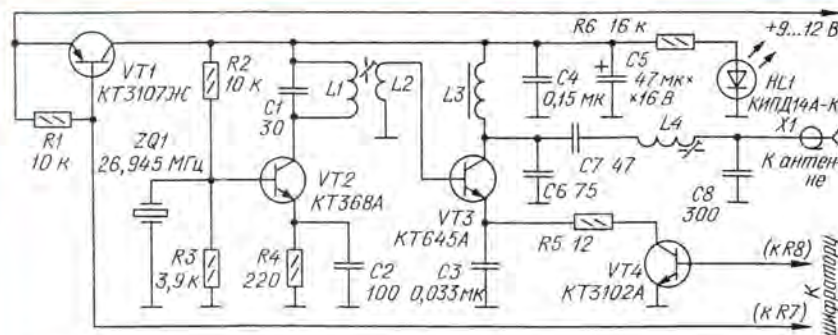 R6 16 к
+9...12 В
VT1
КТ3107Ж
R2
10 к
C1
30
L1
L2
L3
C4
0,15 мк
C5
47 мк×
×16 В
HL1
КИПД14А-К
X1
К антен-
не
R1
10 к
ZQ1
26,945 МГц
VT2
КТ368А
VT3
КТ645А
C7 47
L4
C6 75
C8
300
R3
3,9 к
R4
220
C2
100
C3
0,033 мк
R5 12
VT4
КТ3102А
(к R8)
(к R7)
К